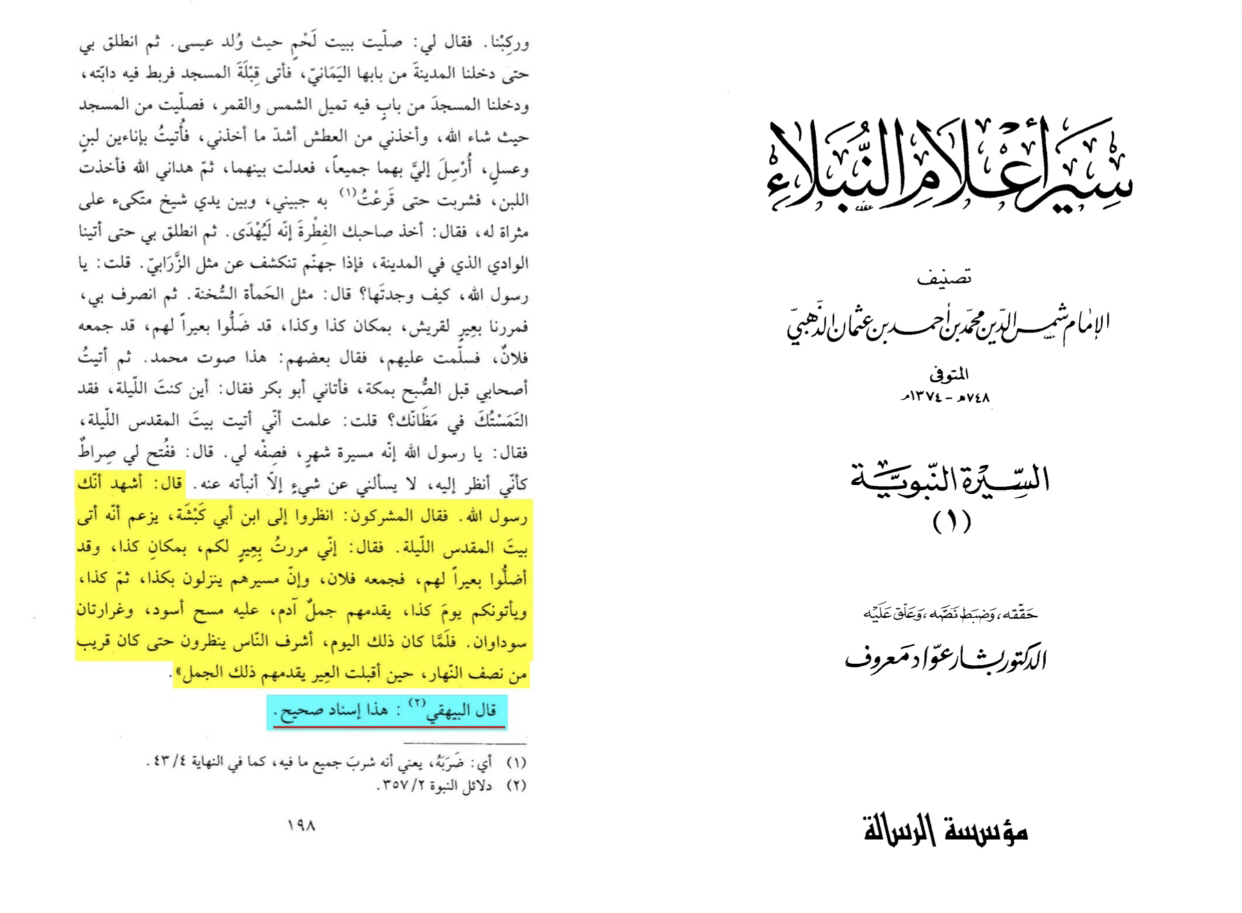 سِيَر أَعْلَامِ النُّبَلَاءِ
تصنيف
الإمام شمس الدين محمد بن أحمد بن عثمان الذهبيّ
المتوفى
٧٤٨هـ - ١٣٧٤م
السِّيْرة النّبويَّة
(١)
حَقّقه، وَضبَط نَصّه، وَعَلّق عَلَيْه
الدكتور بشار عوّاد معروف
مؤسسة الرسالة
وركِبْنا. فقال لي: صلّيت ببيت لَحْمٍ حيث وُلد عيسى. ثم انطلق بي
حتى دخلنا المدينةَ من بابها اليَمَانيّ، فأتى قِبْلَةَ المسجد فربط فيه دابّته،
ودخلنا المسجدَ من بابٍ فيه تميل الشمس والقمر، فصلّيت من المسجد
حيث شاء الله، وأخذني من العطش أشدّ ما أخذني، فأُتيتُ بإناءين لبنٍ
وعسلٍ، أُرْسِلَ إليَّ بهما جميعاً، فعدلت بينهما، ثمّ هداني الله فأخذت
اللبن، فشربت حتى قَرَعْتُ(١) به جبيني، وبين يدي شيخ متّكىء على
مثراة له، فقال: أخذ صاحبك الفِطْرةَ إنّه لَيُهْدَى. ثم انطلق بي حتى أتينا
الوادي الذي في المدينة، فإذا جهنّم تنكشف عن مثل الزَّرَابيّ. قلت: يا
رسول الله، كيف وجدتَها؟ قال: مثل الحَمأة السُّخنة. ثم انصرف بي،
فمررنا بعِيرٍ لقريش، بمكان كذا وكذا، قد ضَلُّوا بعيراً لهم، قد جمعه
فلانٌ، فسلّمت عليهم، فقال بعضهم: هذا صوت محمد. ثم أتيتُ
أصحابي قبل الصُّبح بمكة، فأتاني أبو بكر فقال: أين كنتَ اللّيلة، فقد
التَمَسْتُكَ في مَظَانّك؟ قلت: علمت أنّي أتيت بيتَ المقدس اللّيلة،
فقال: يا رسول الله إنّه مسيرة شهرٍ، فصِفْه لي. قال: ففُتح لي صِراطٌ
كأنّي أنظر إليه، لا يسألني عن شيءٍ إلاّ أنبأته عنه. قال: أشهد أنّك
رسول الله. فقال المشركون: انظروا إلى ابن أبي كَبْشَة، يزعم أنّه أتى
بيتَ المقدس اللّيلة. فقال: إنّي مررتُ بِعِيرٍ لكم، بمكانِ كذا، وقد
أضلُّوا بعيراً لهم، فجمعه فلان، وإنّ مسيرهم ينزلون بكذا، ثمّ كذا،
ويأتونكم يومَ كذا، يقدمهم جملٌ آدم، عليه مسح أسود، وغرارتان
سوداوان. فلَمَّا كان ذلك اليوم، أشرف النّاس ينظرون حتى كان قريب
من نصف النّهار، حين أقبلت العِير يقدمهم ذلك الجمل».
قال البيهقي(٢): هذا إسناد صحيح.
(١) أي: ضَرَبَهُ، يعني أنه شربَ جميع ما فيه، كما في النهاية ٤/ ٤٣.
(٢) دلائل النبوة ٢/ ٣٥٧.
١٩٨